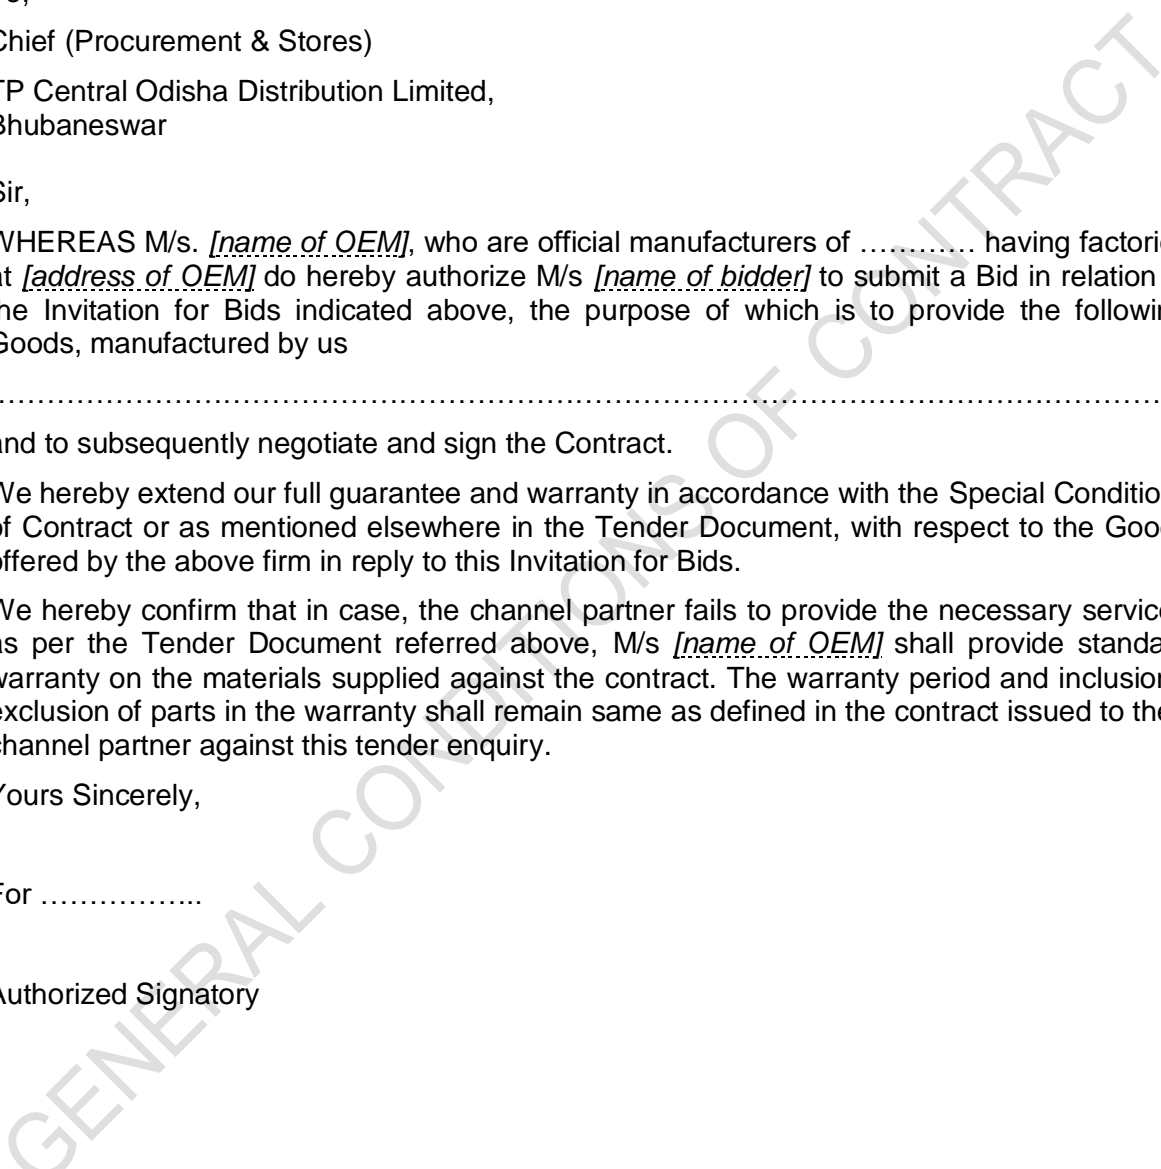 Chief (Procurement & Stores)
TP Central Odisha Distribution Limited,
Bhubaneswar
Sir,
WHEREAS M/s. [name of OEM], who are official manufacturers of ………… having factori
at [address of OEM] do hereby authorize M/s [name of bidder] to submit a Bid in relation
the Invitation for Bids indicated above, the purpose of which is to provide the followin
Goods, manufactured by us
………………………………………………………………………………………………………
and to subsequently negotiate and sign the Contract.
We hereby extend our full guarantee and warranty in accordance with the Special Conditio
of Contract or as mentioned elsewhere in the Tender Document, with respect to the Goo
offered by the above firm in reply to this Invitation for Bids.
We hereby confirm that in case, the channel partner fails to provide the necessary service
as per the Tender Document referred above, M/s [name of OEM] shall provide standa
warranty on the materials supplied against the contract. The warranty period and inclusion
exclusion of parts in the warranty shall remain same as defined in the contract issued to the
channel partner against this tender enquiry.
Yours Sincerely,
For ……………..
Authorized Signatory
GENERAL CONDITIONS OF CONTRACT